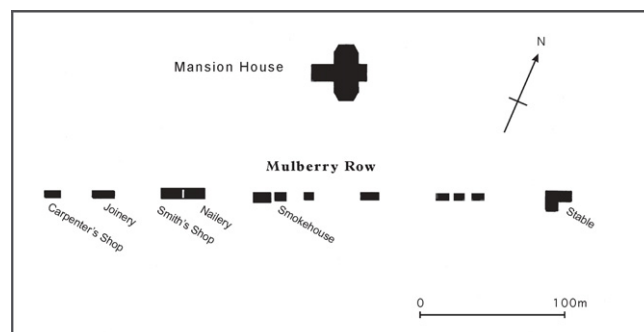 N
Mansion House
Mulberry Row
Carpenter's Shop
Joinery
Smith's Shop
Nailery
Smokehouse
Stable
0
100m